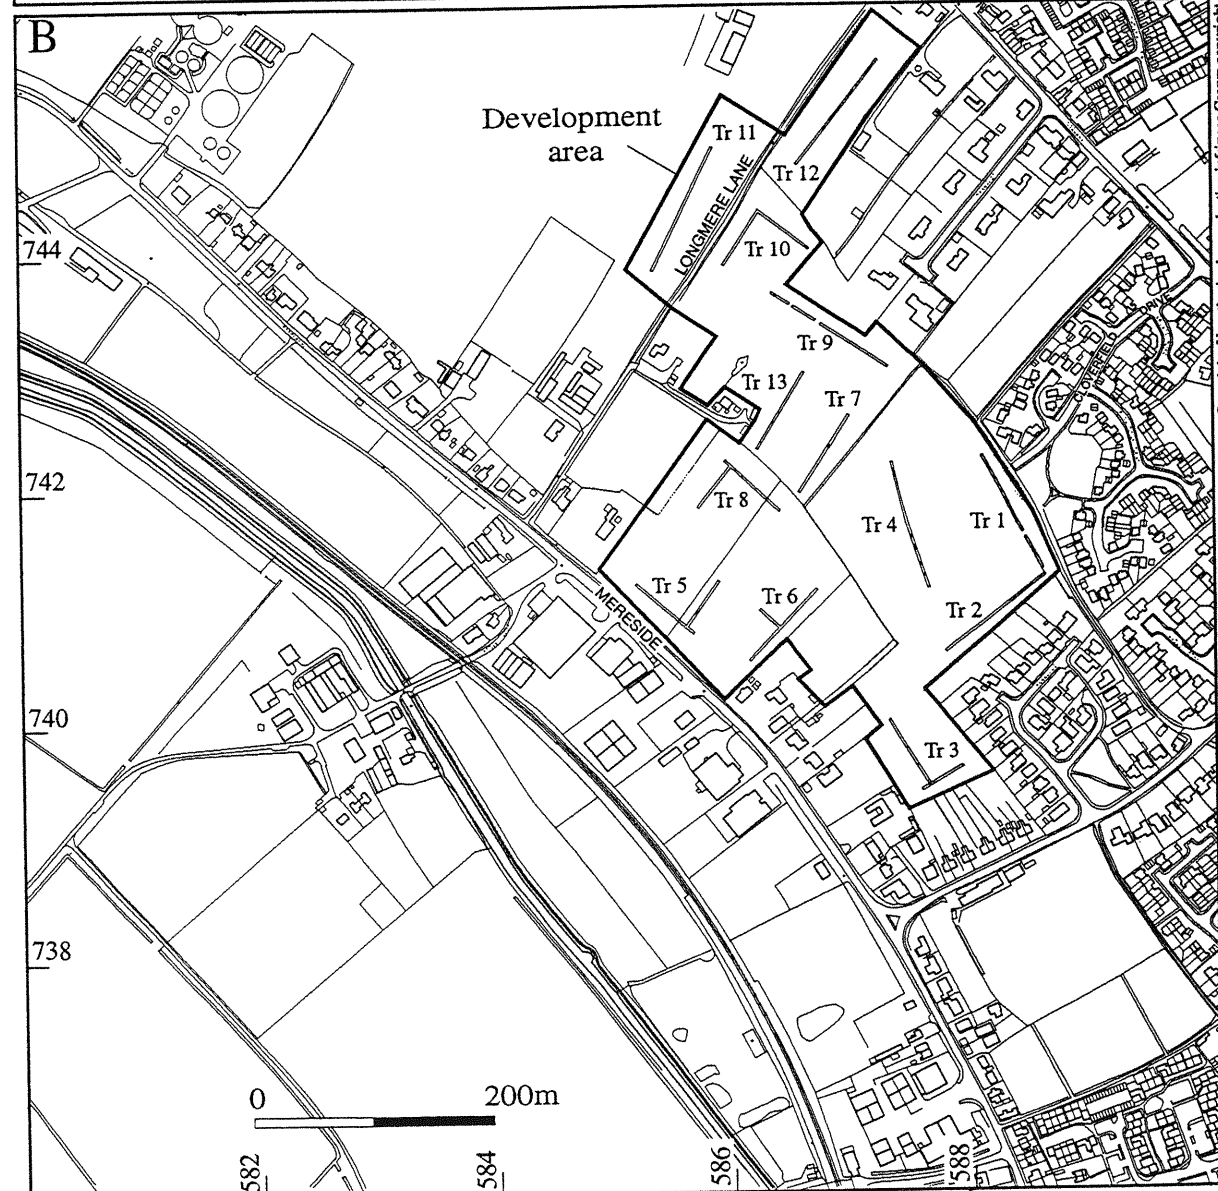 B
Development
area
Tr 11
Tr 12
LONGMERE LANE
Tr 10
744
DRIVE
CLOVERFIELD
Tr 9
Tr 13
Tr 7
742
Tr 8
Tr 4
Tr 1
Tr 5
Tr 6
Tr 2
MERESIDE
740
Tr 3
738
0 200m
582
584
586
588